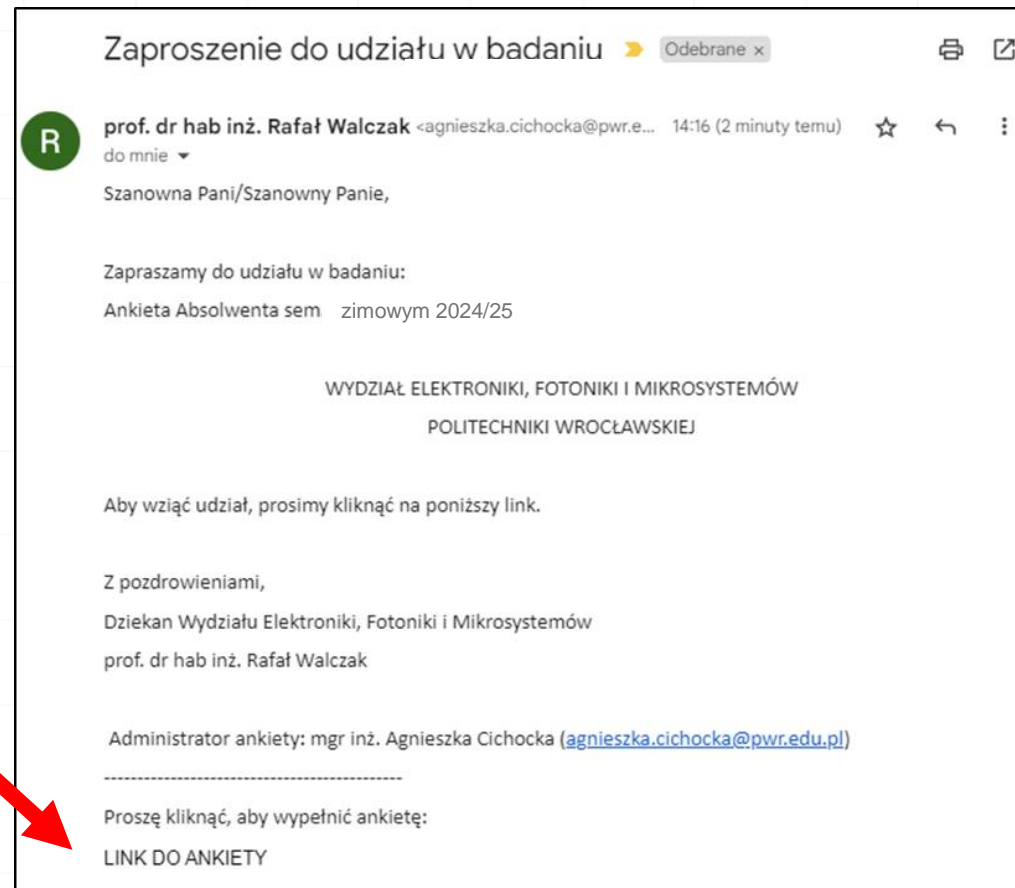 Zaproszenie do udziału w badaniu Odebrane x
R
prof. dr hab inż. Rafał Walczak <agnieszka.cichocka@pwr.e... 14:16 (2 minuty temu)
do mnie
Szanowna Pani/Szanowny Panie,
Zapraszamy do udziału w badaniu:
Ankieta Absolwenta sem zimowym 2024/25
WYDZIAŁ ELEKTRONIKI, FOTONIKI I MIKROSYSTEMÓW
POLITECHNIKI WROCŁAWSKIEJ
Aby wziąć udział, prosimy kliknąć na poniższy link.
Z pozdrowieniami,
Dziekan Wydziału Elektroniki, Fotoniki i Mikrosystemów
prof. dr hab inż. Rafał Walczak
Administrator ankiety: mgr inż. Agnieszka Cichocka (agnieszka.cichocka@pwr.edu.pl)
----------------------------------------------
Proszę kliknąć, aby wypełnić ankietę:
LINK DO ANKIETY